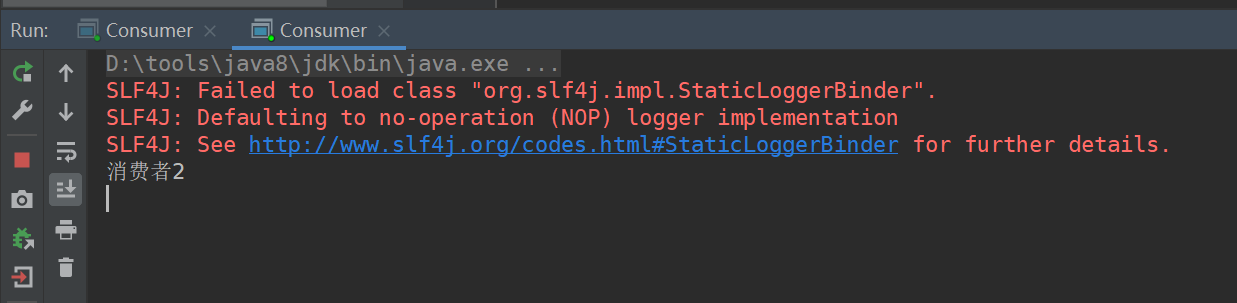 Run: Consumer Consumer
D:\tools\java8\jdk\bin\java.exe ...
SLF4J: Failed to load class "org.slf4j.impl.StaticLoggerBinder".
SLF4J: Defaulting to no-operation (NOP) logger implementation
SLF4J: See http://www.slf4j.org/codes.html#StaticLoggerBinder for further details.
消费者2